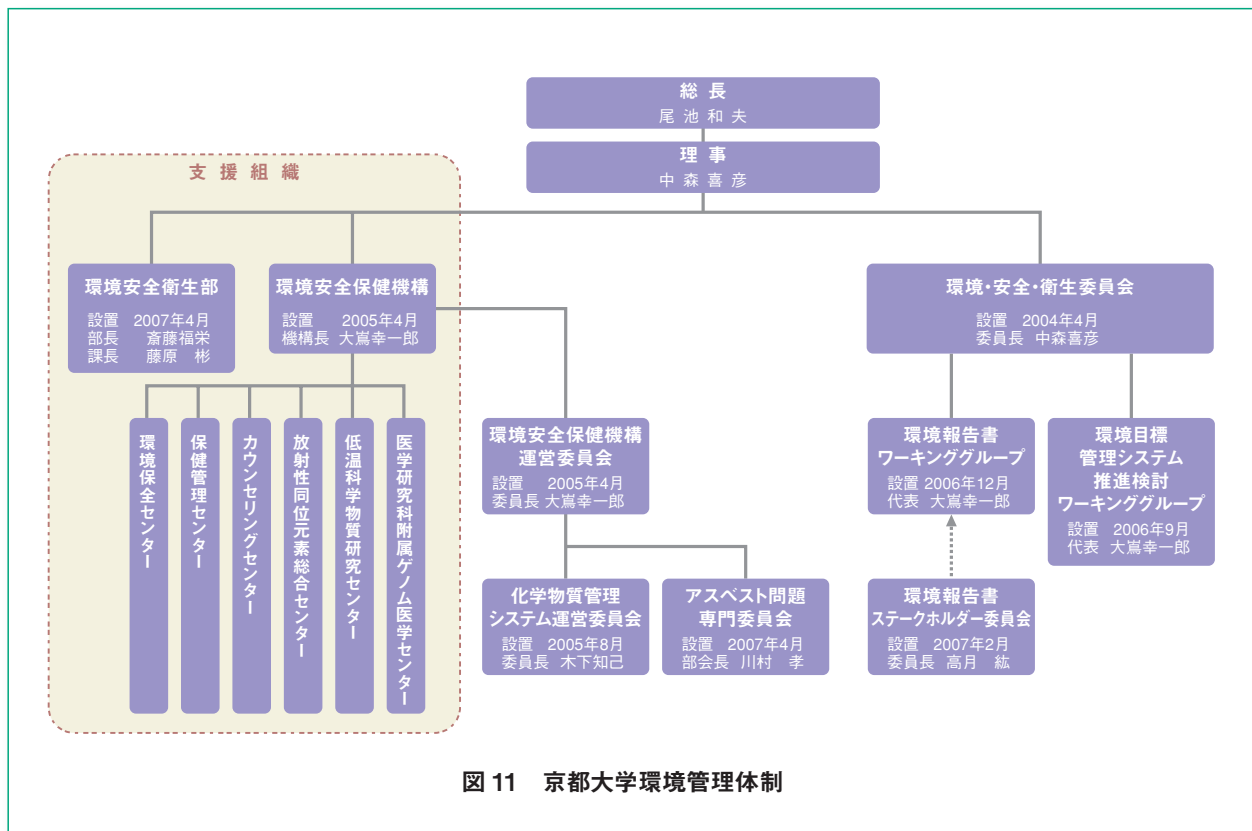 総長
尾池和夫
理事
中森喜彦
支援組織
環境安全衛生部
設置 2007年4月
部長 斎藤福栄
課長 藤原 彬
環境安全保健機構
設置 2005年4月
機構長 大嶌幸一郎
環境・安全・衛生委員会
設置 2004年4月
委員長 中森喜彦
環境保全センター
保健管理センター
カウンセリングセンター
放射性同位元素総合センター
低温科学物質研究センター
医学研究科附属ゲノム医学センター
環境安全保健機構
運営委員会
設置 2005年4月
委員長 大嶌幸一郎
環境報告書
ワーキンググループ
設置 2006年12月
代表 大嶌幸一郎
環境目標
管理システム
推進検討
ワーキンググループ
設置 2006年9月
代表 大嶌幸一郎
化学物質管理
システム運営委員会
設置 2005年8月
委員長 木下知己
アスベスト問題
専門委員会
設置 2007年4月
部会長 川村 孝
環境報告書
ステークホルダー委員会
設置 2007年2月
委員長 高月 紘
図 11 京都大学環境管理体制